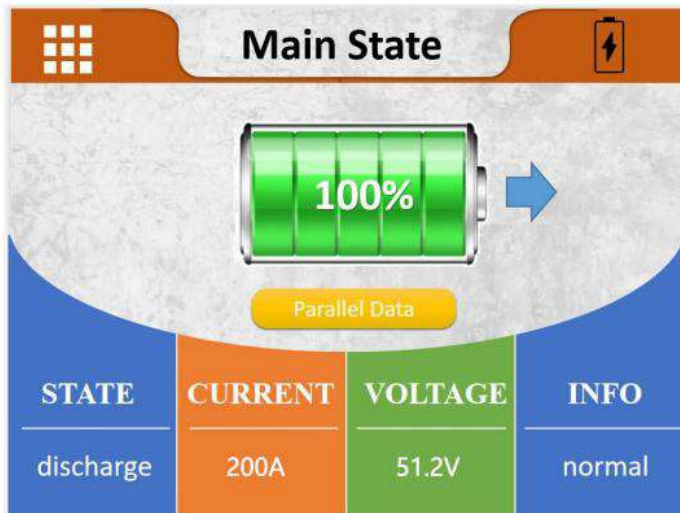 Main State
100%
Parallel Data
STATE CURRENT VOLTAGE INFO
discharge 200A 51.2V normal